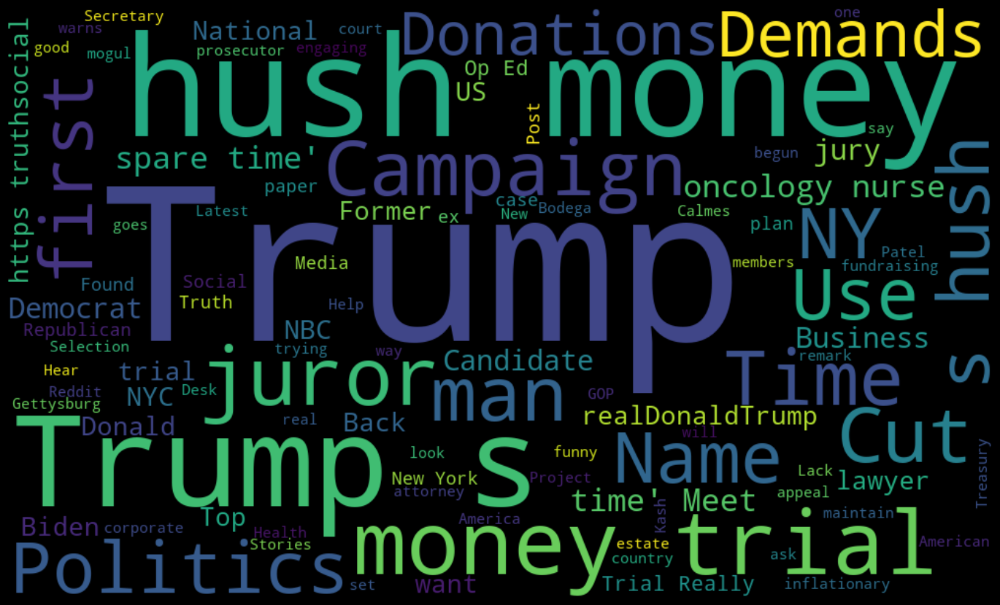 Secretary
one
https truthsocial
warns
National
court
Donations
Demands
good
mogul
prosecutor
engaging
hush money
Op Ed
US
first
Post
say
spare time'
Campaign
begun
jury
s hush
paper
oncology nurse
case
Bodega
Latest
Former
ex
New
Calmes
goes
Trump
plan
NY
Patel
Media
members
fundraising
Found
Social
Use
Democrat
Truth
Help
Republican
NBC
Business
Selection
trying
way
Candidate
remark
Hear
trial
juror
man
Time
Reddit
NYC
Desk
GOP
Gettysburg
Donald
real
Back
realDonaldTrump
Cut
Trump s
will
Name
look
funny
Treasury
New York
Project
Lack
lawyer
attorney
time' Meet
appeal
Top
Kash
maintain
Biden
corporate
America
Health
money trial
Stories
estate
American
Politics
country
ask
set
want
Trial Really
inflationary